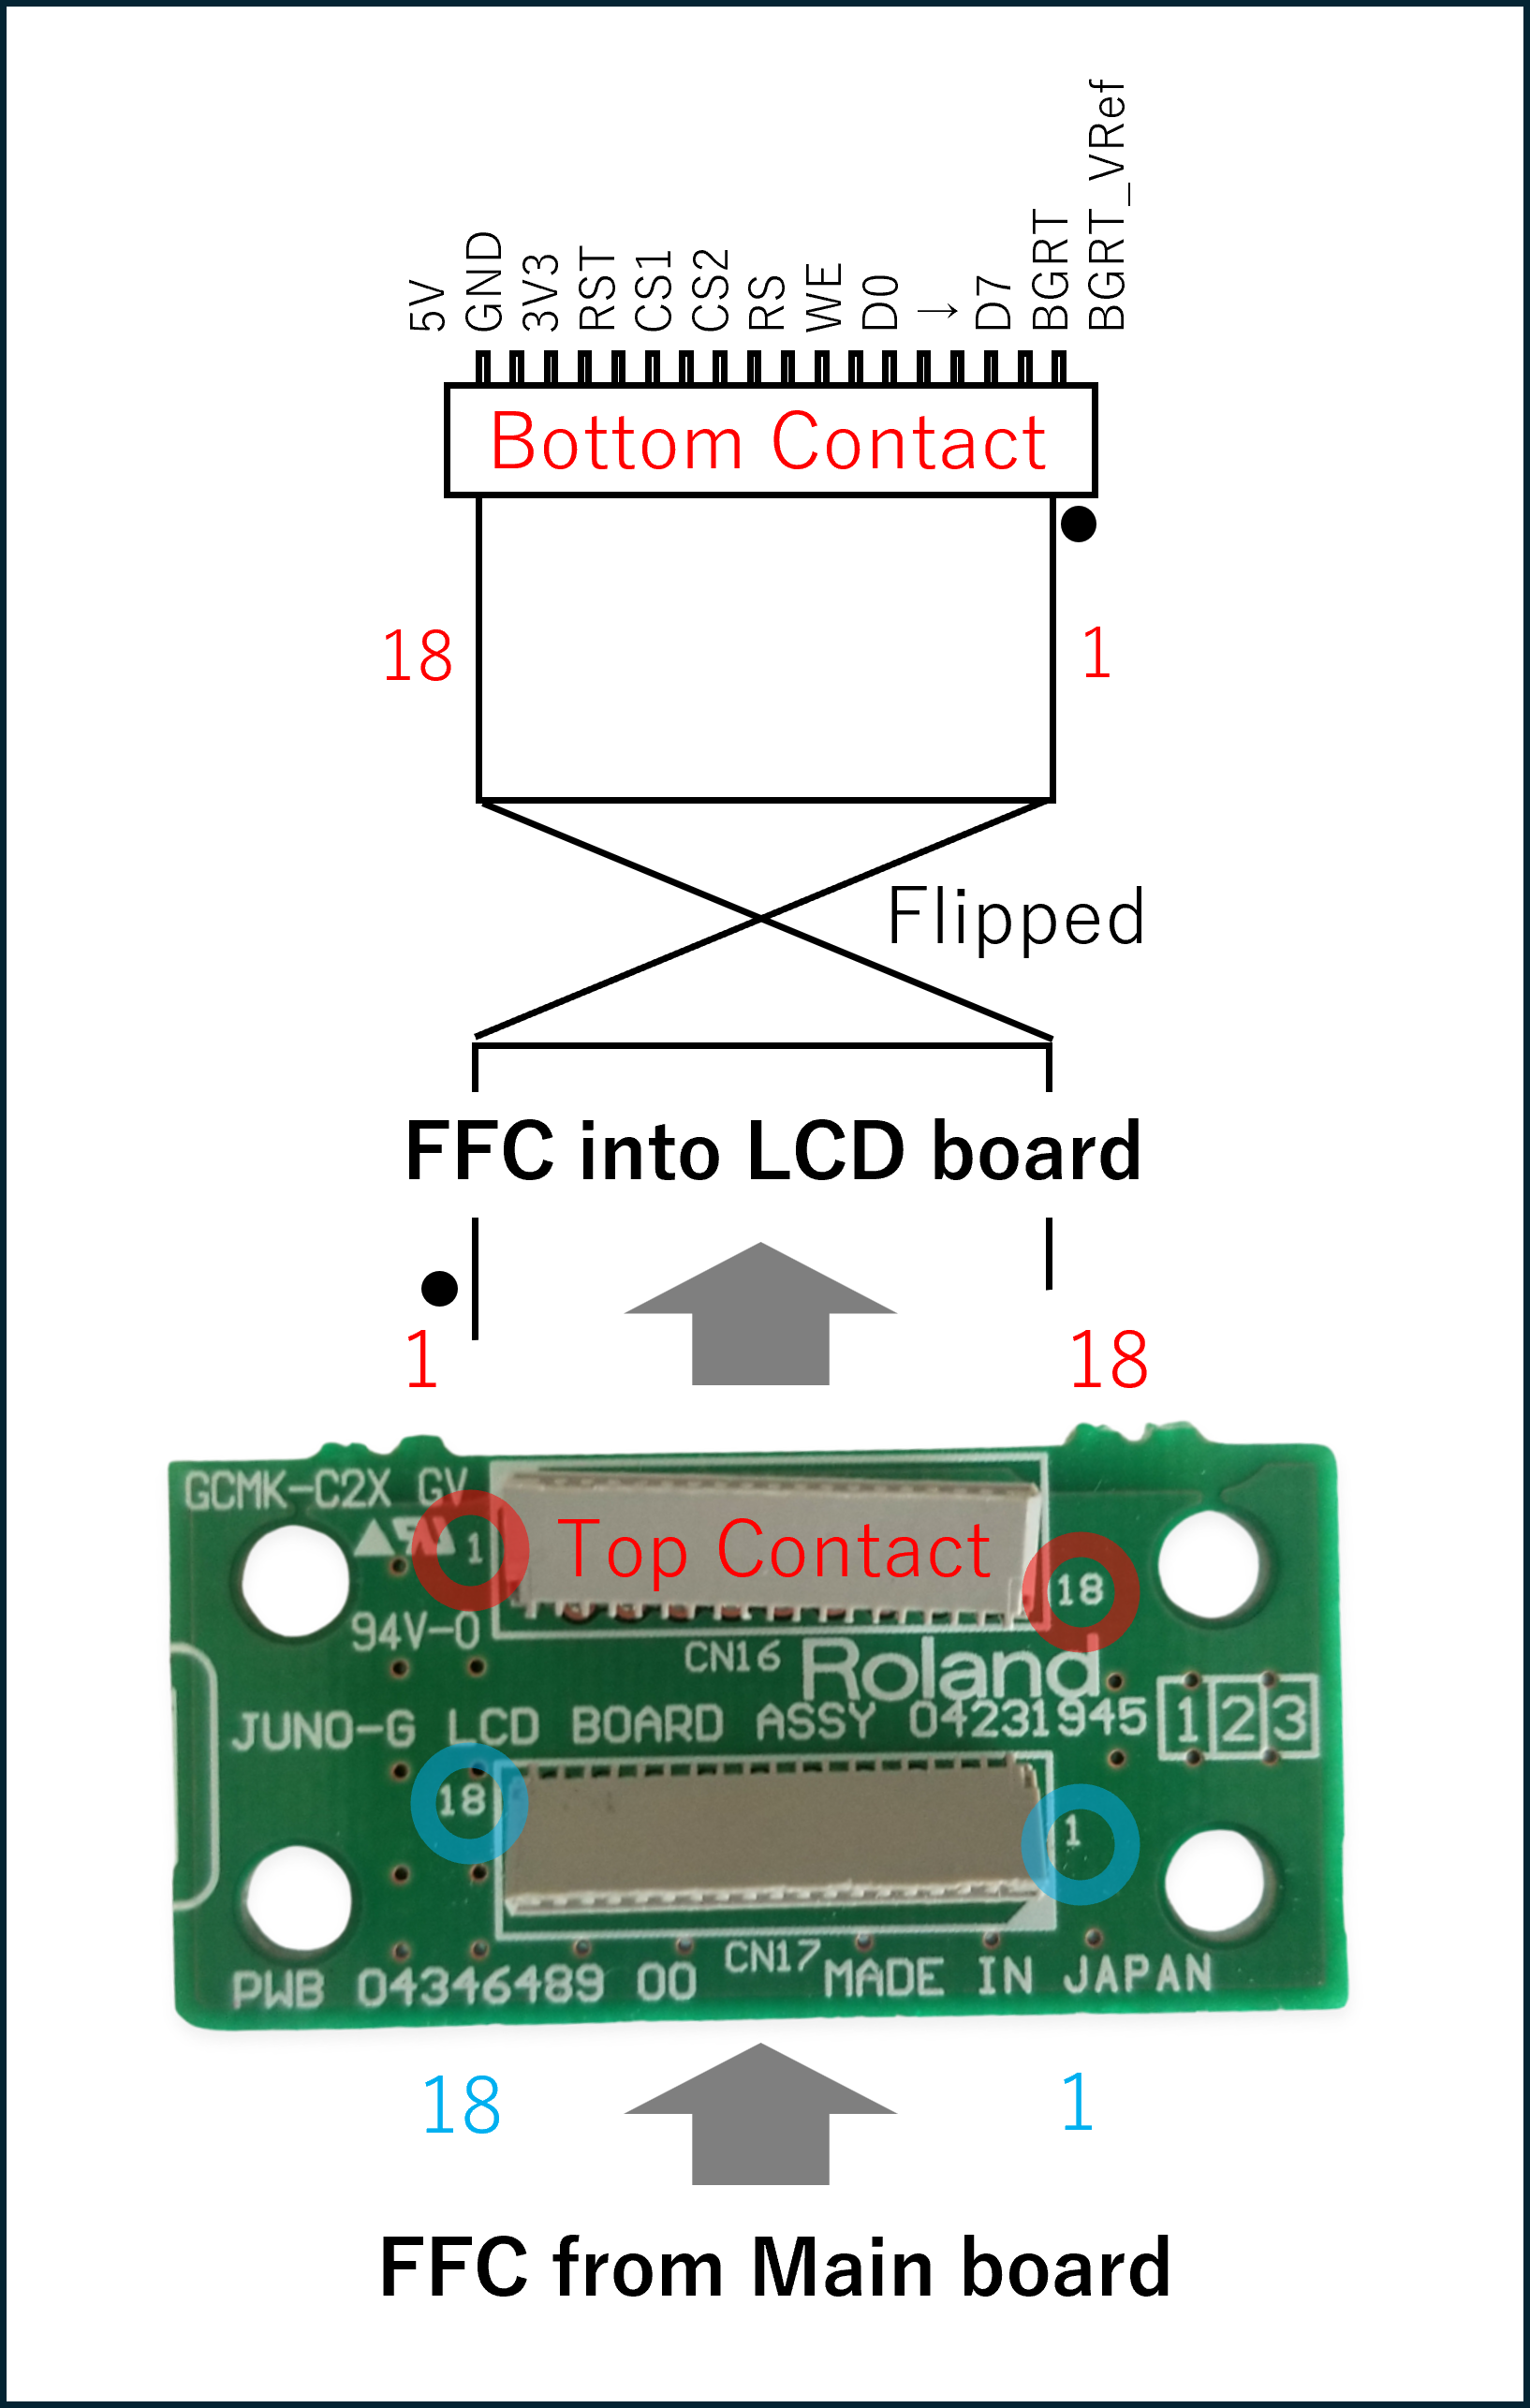 5V
GND
3V3
RST
CS1
CS2
RS
WE
D0
→
D7
BGRT
BGRT_VRef
Bottom Contact
18
1
Flipped
FFC into LCD board
1
18
GCMK-C2X GV
1
Top Contact
18
94V-0
CN16
Roland
JUNO-G LCD BOARD ASSY 04231945
1 2 3
18
1
CN17
PWB 04346489 00
MADE IN JAPAN
18
1
FFC from Main board